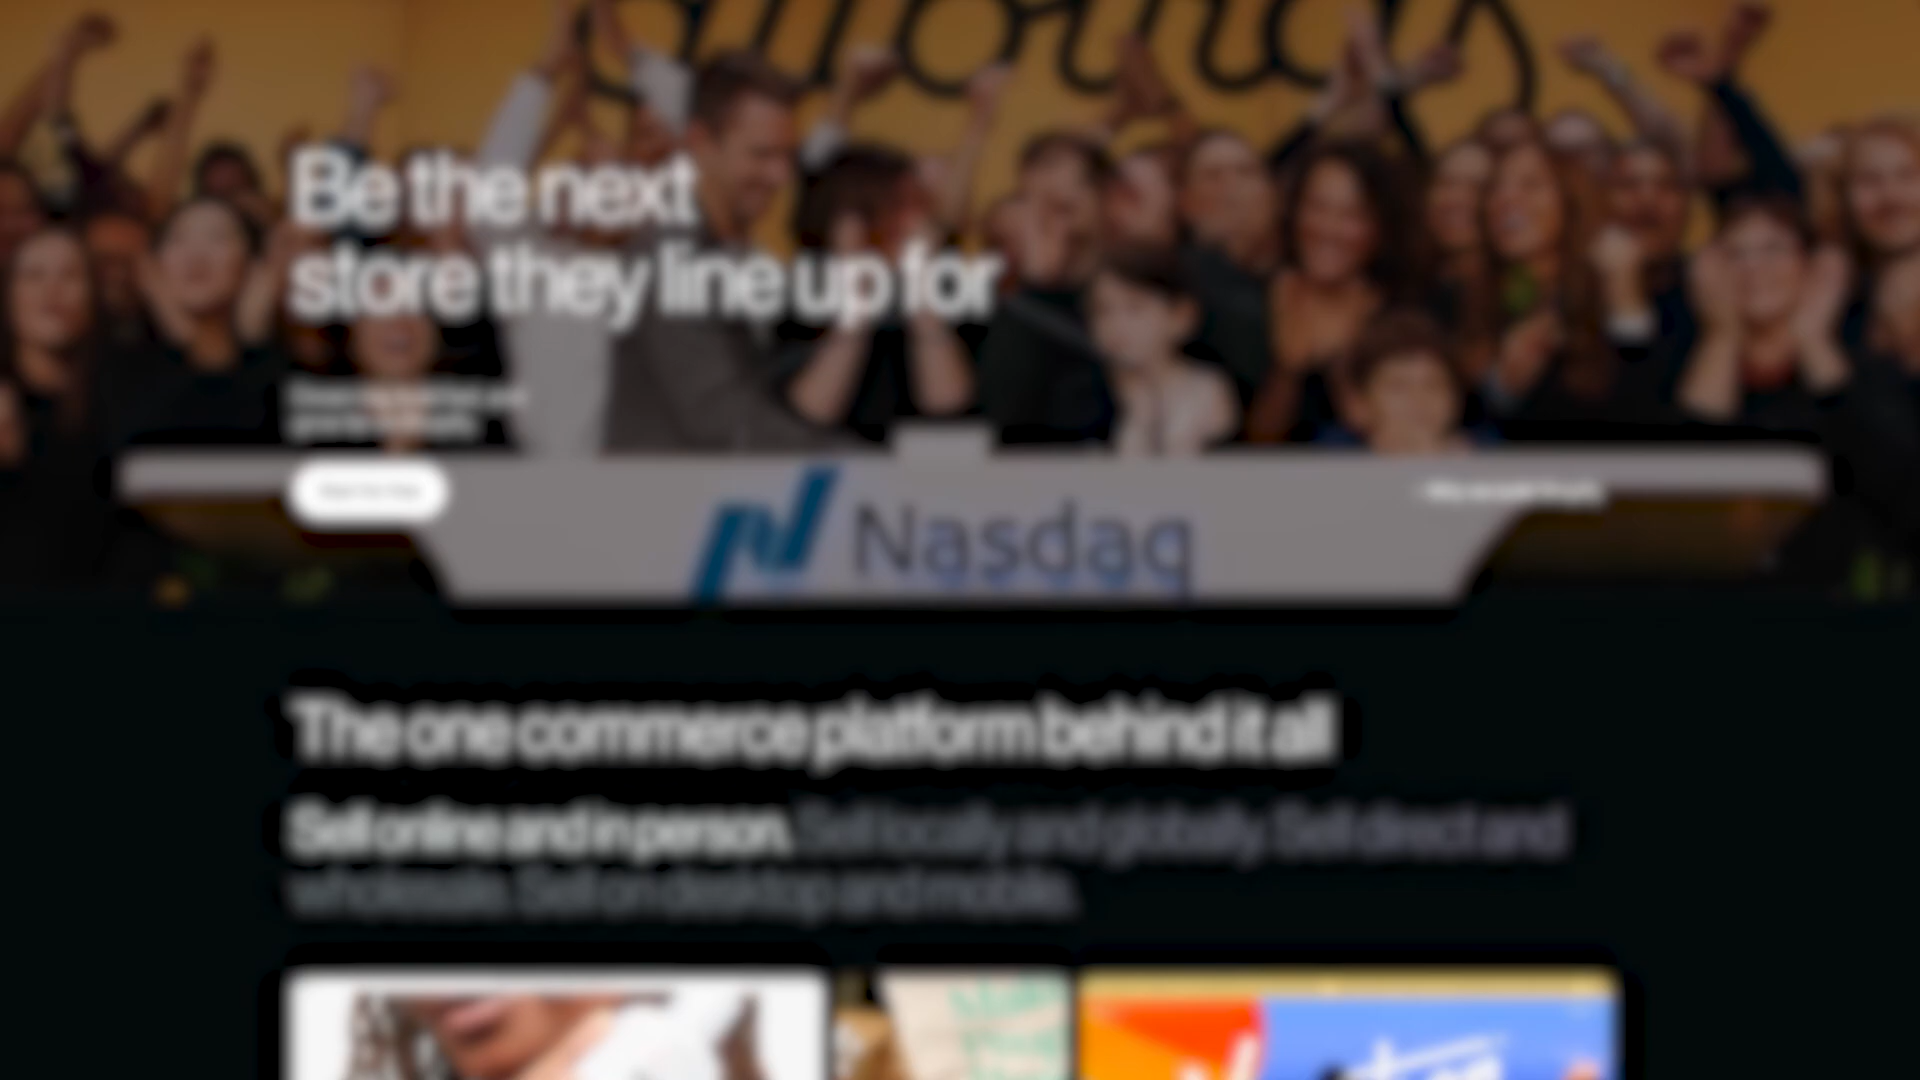 allbirds
Be the next
store they line up for
Nasdaq
The one commerce platform behind it all
Sell online and in person. Sell locally and globally. Sell direct and
wholesale. Sell on desktop and mobile.